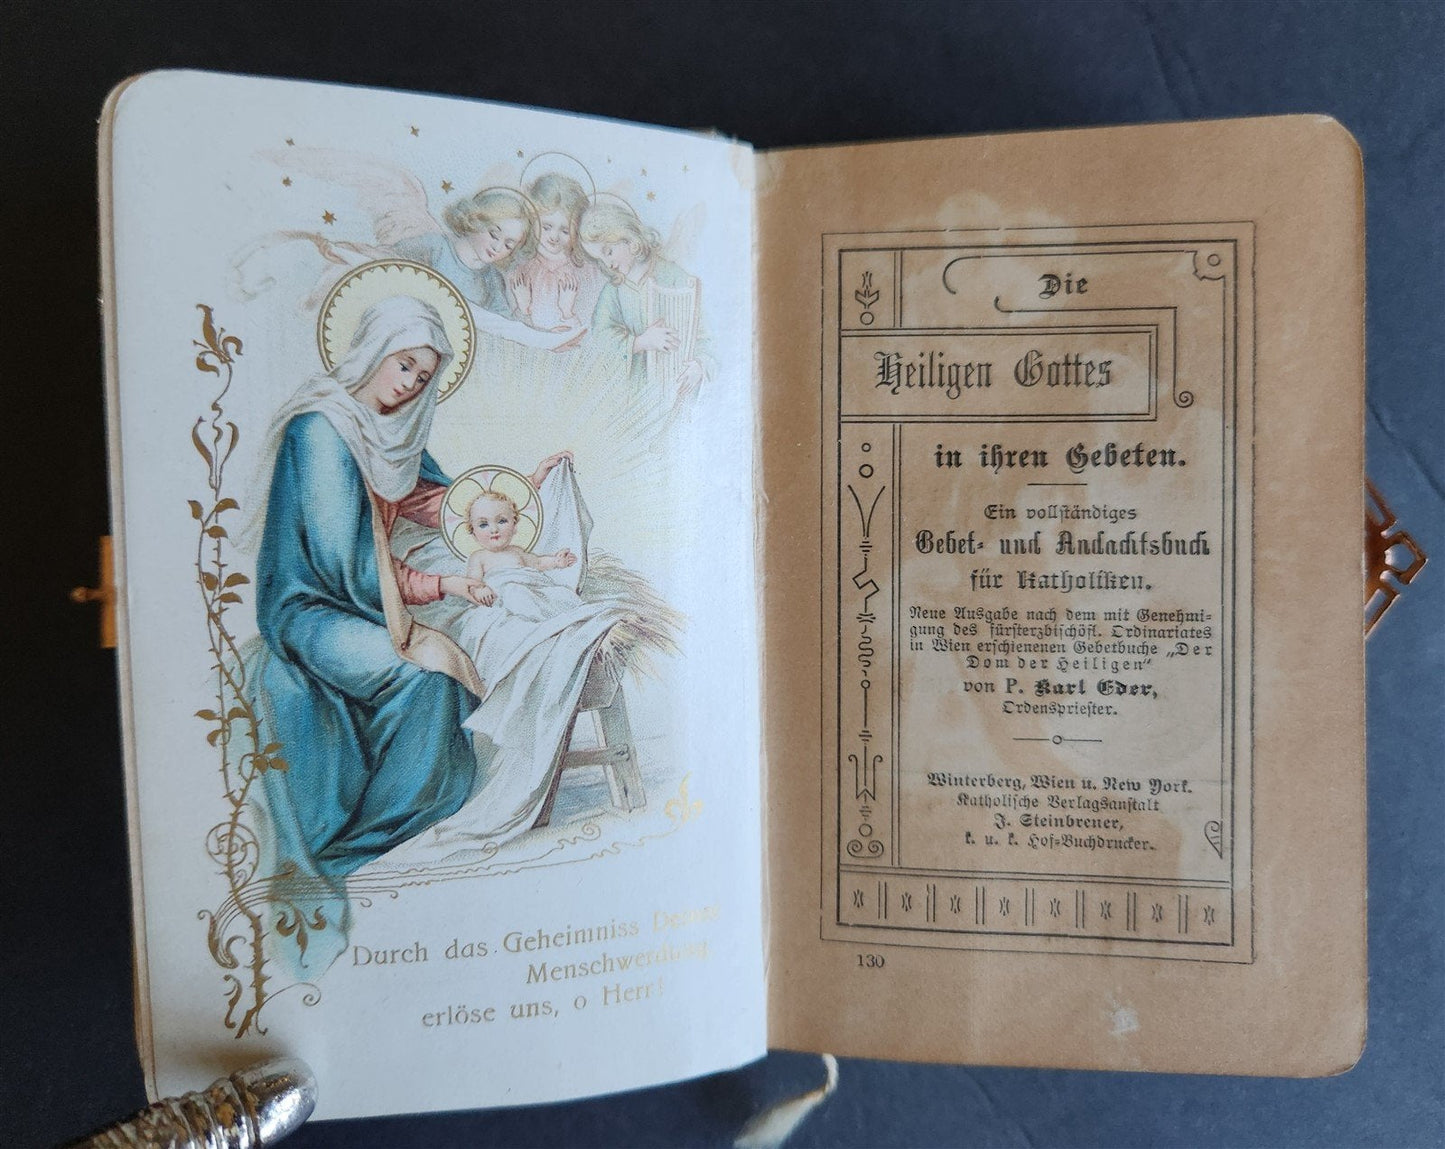 Durch das Geheimniss Deiner
Menschwerdung
erlöse uns, o Herr!
Die
Heiligen Gottes
in ihren Gebeten.
Ein vollständiges
Gebet- und Andachtsbuch
für Katholiken.
Neue Ausgabe nach dem mit Genehmi-
gung des fürsterzbischöfl. Ordinariates
in Wien erschienenen Gebetbuche „Der
Dom der Heiligen“
von P. Karl Eder,
Ordenspriester.
Winterberg, Wien u. New York.
Katholische Verlagsanstalt
J. Steinbrener,
k. u. k. Hof-Buchdrucker.
130